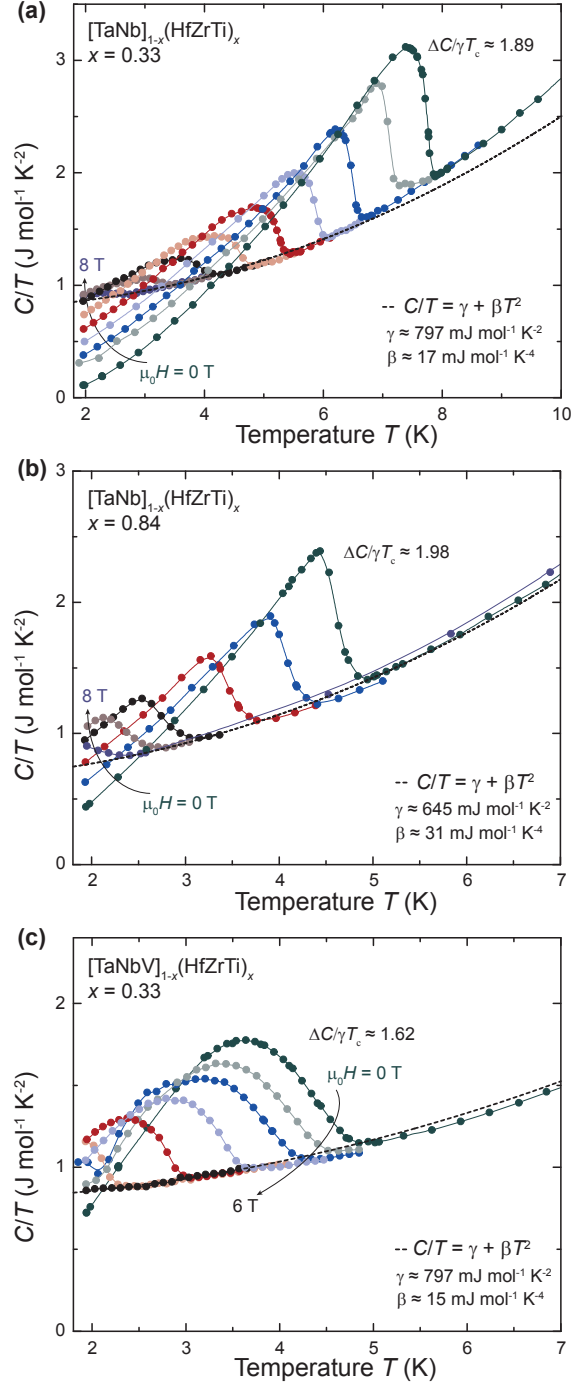 (a)
[TaNb]1-x(HfZrTi)x
x = 0.33
ΔC/γTc ≈ 1.89
8 T
μ0H = 0 T
-- C/T = γ + βT²
γ ≈ 797 mJ mol⁻¹ K⁻²
β ≈ 17 mJ mol⁻¹ K⁻⁴
C/T (J mol⁻¹ K⁻²)
3
2
1
0
2 4 6 8 10
Temperature T (K)
(b)
[TaNb]1-x(HfZrTi)x
x = 0.84
ΔC/γTc ≈ 1.98
8 T
μ0H = 0 T
-- C/T = γ + βT²
γ ≈ 645 mJ mol⁻¹ K⁻²
β ≈ 31 mJ mol⁻¹ K⁻⁴
C/T (J mol⁻¹ K⁻²)
3
2
1
0
2 3 4 5 6 7
Temperature T (K)
(c)
[TaNbV]1-x(HfZrTi)x
x = 0.33
ΔC/γTc ≈ 1.62
μ0H = 0 T
6 T
-- C/T = γ + βT²
γ ≈ 797 mJ mol⁻¹ K⁻²
β ≈ 15 mJ mol⁻¹ K⁻⁴
C/T (J mol⁻¹ K⁻²)
2
1
0
2 3 4 5 6 7
Temperature T (K)